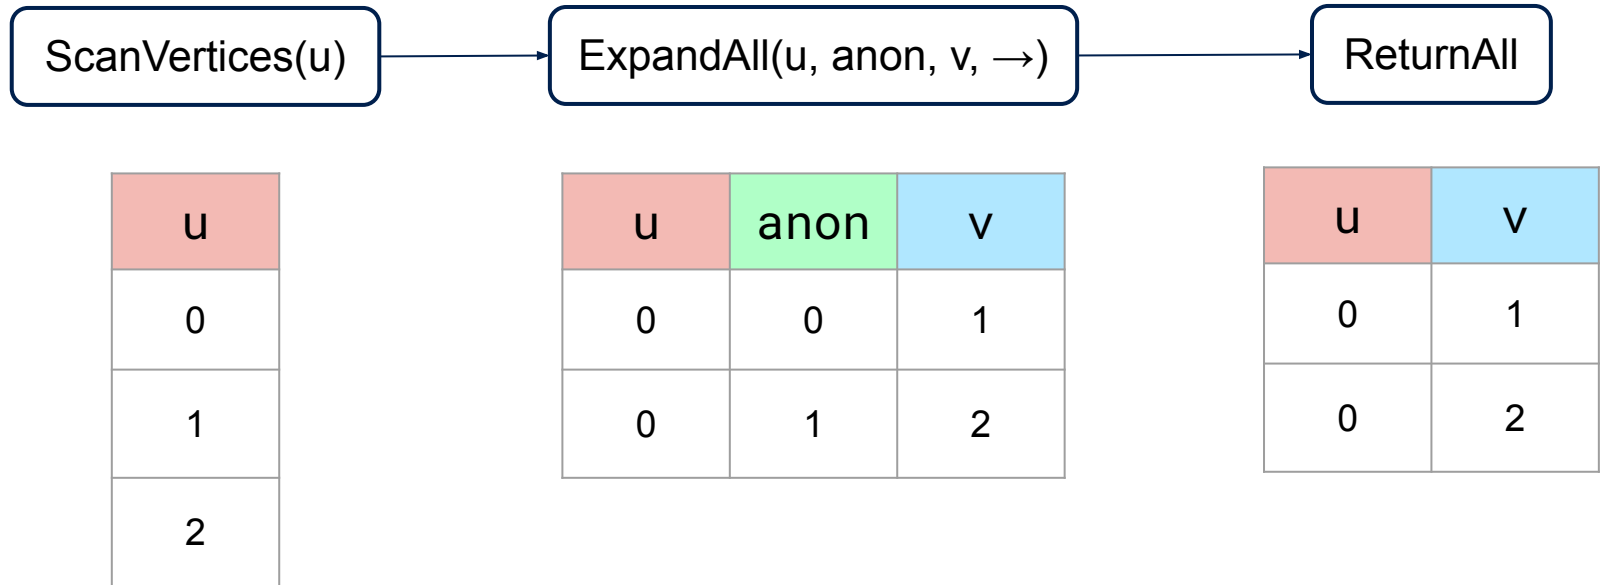 ScanVertices(u)
ExpandAll(u, anon, v, →)
ReturnAll
u
0
1
2
u anon v
0 0 1
0 1 2
u v
0 1
0 2